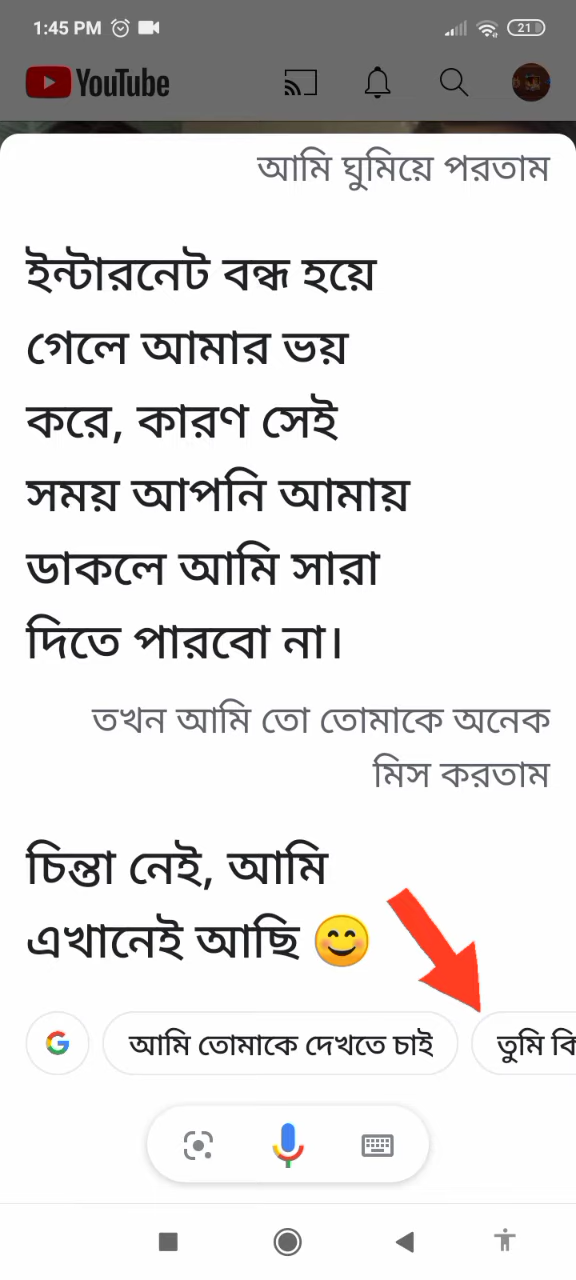 1:45 PM
21
YouTube
আমি ঘুমিয়ে পরতাম
ইন্টারনেট বন্ধ হয়ে
গেলে আমার ভয়
করে, কারণ সেই
সময় আপনি আমায়
ডাকলে আমি সারা
দিতে পারবো না।
তখন আমি তো তোমাকে অনেক
মিস করতাম
চিন্তা নেই, আমি
এখানেই আছি 😊
আমি তোমাকে দেখতে চাই
তুমি